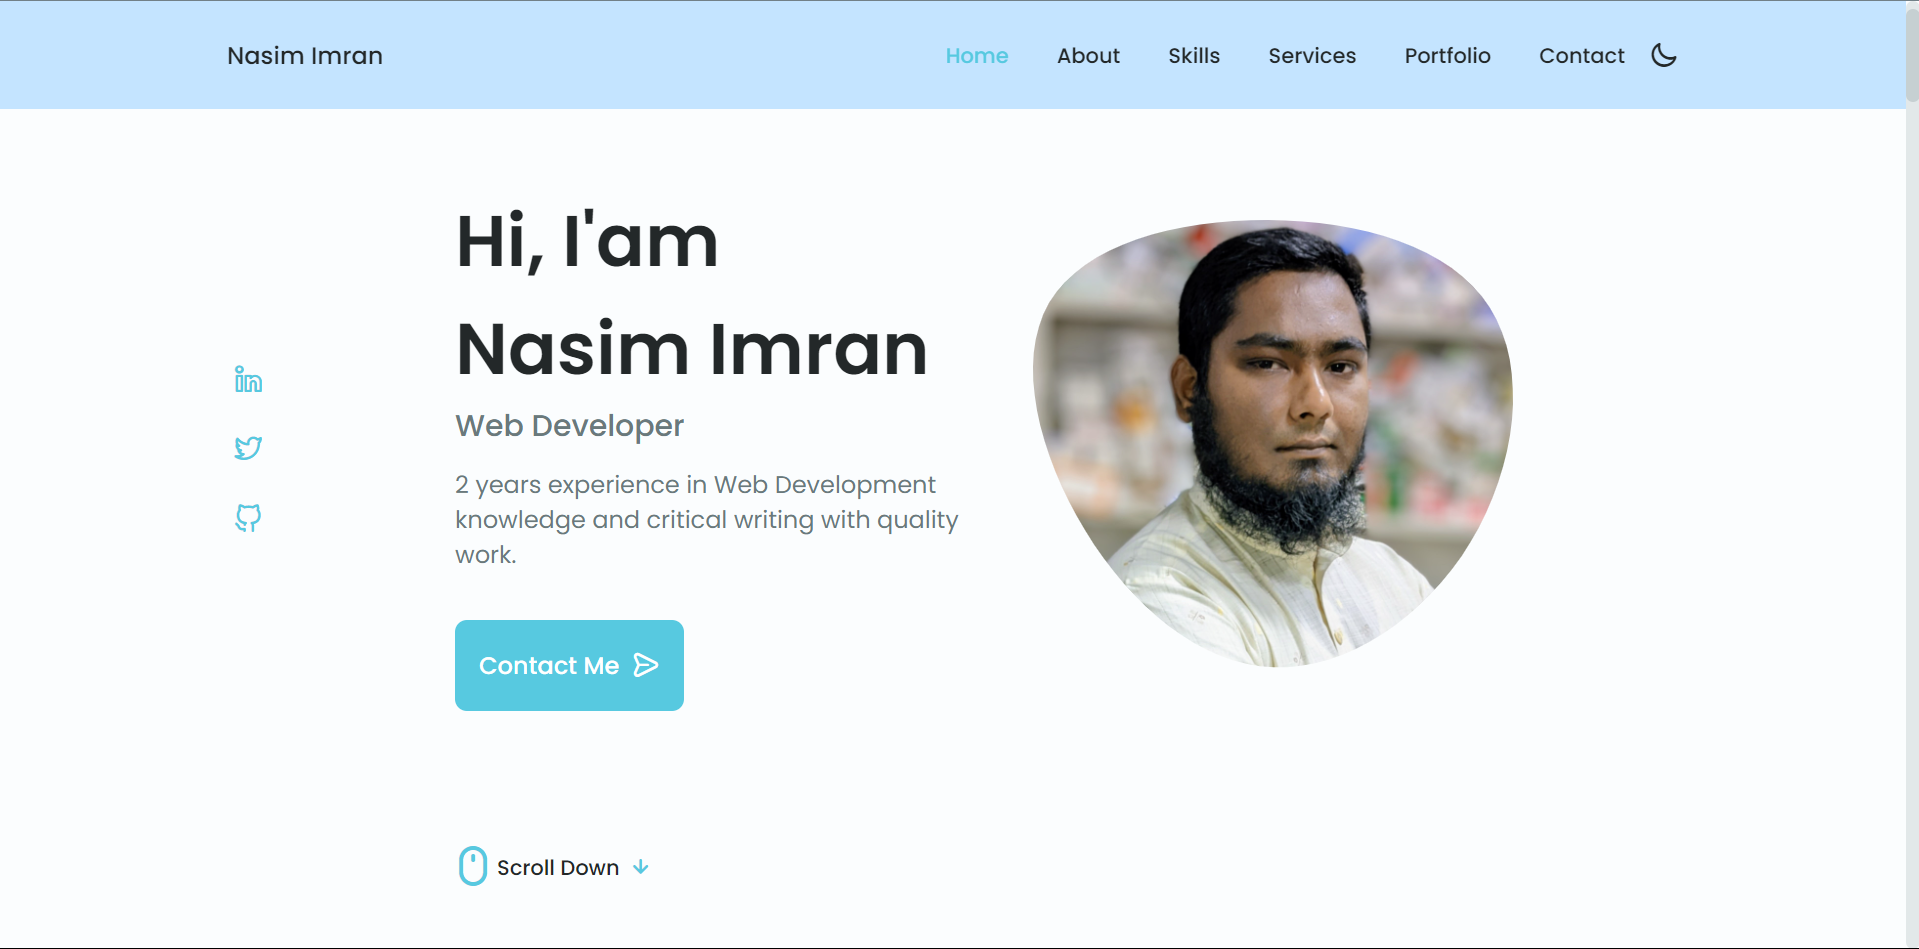 Nasim Imran
Home About Skills Services Portfolio Contact
Hi, I'am
Nasim Imran
Web Developer
2 years experience in Web Development
knowledge and critical writing with quality
work.
Contact Me
Scroll Down